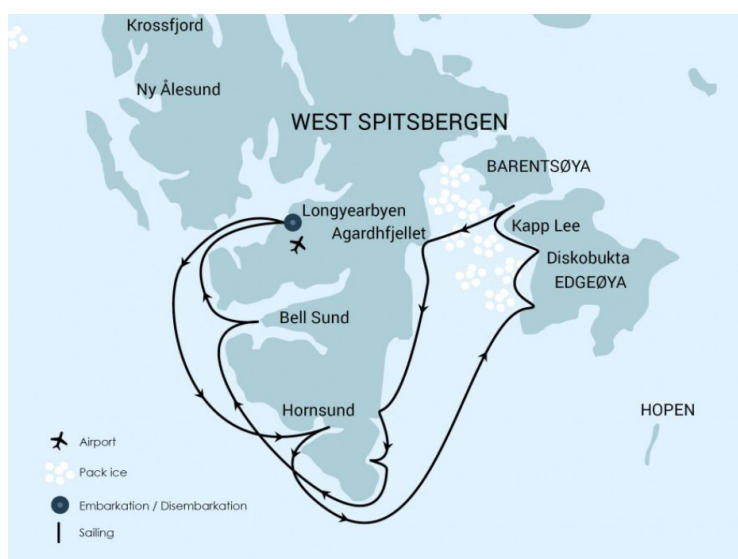 Krossfjord
Ny Ålesund
WEST SPITSBERGEN
BARENTSØYA
Longyearbyen
Kapp Lee
Agardhfjellet
Diskobukta
EDGEØYA
Bell Sund
Hornsund
HOPEN
Airport
Pack ice
Embarkation / Disembarkation
Sailing